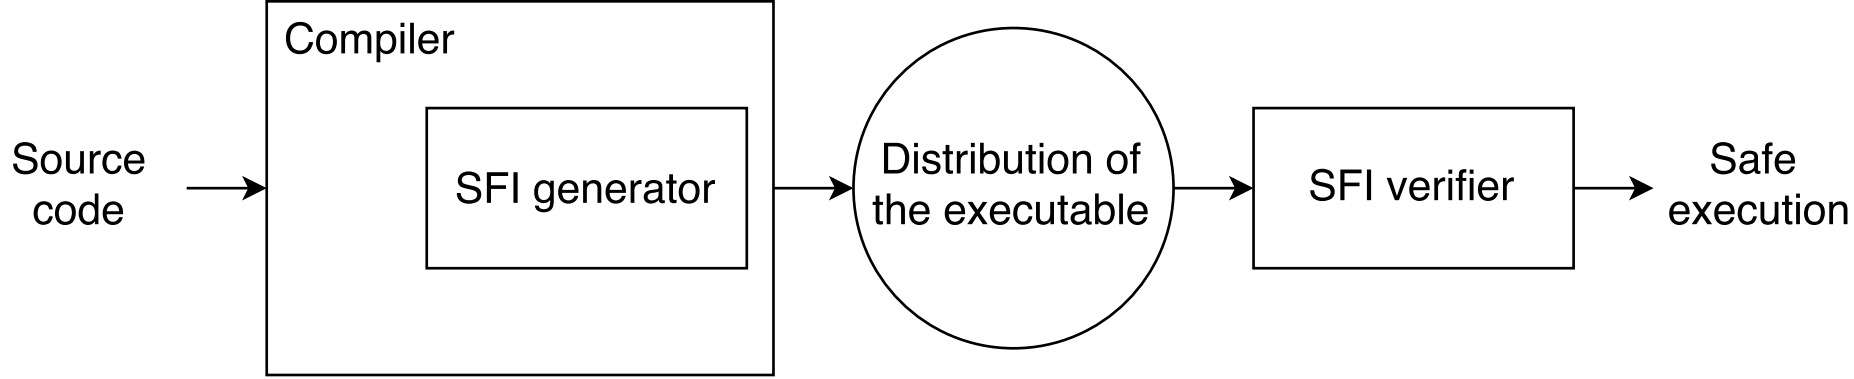 Compiler
Source
code
SFI generator
Distribution of
the executable
SFI verifier
Safe
execution